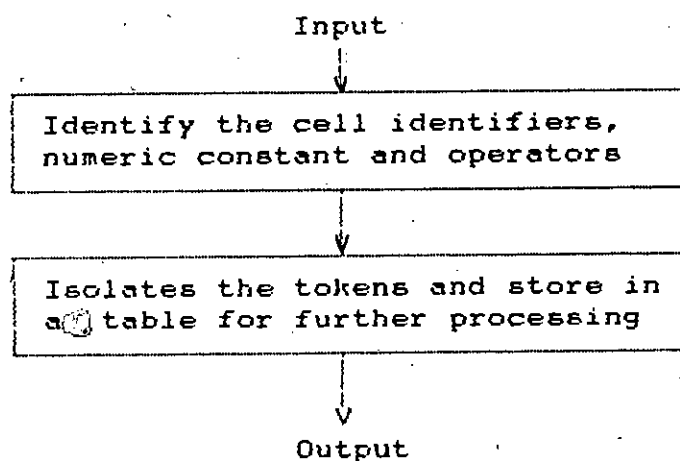 Input
Identify the cell identifiers,
numeric constant and operators
Isolates the tokens and store in
a table for further processing
Output